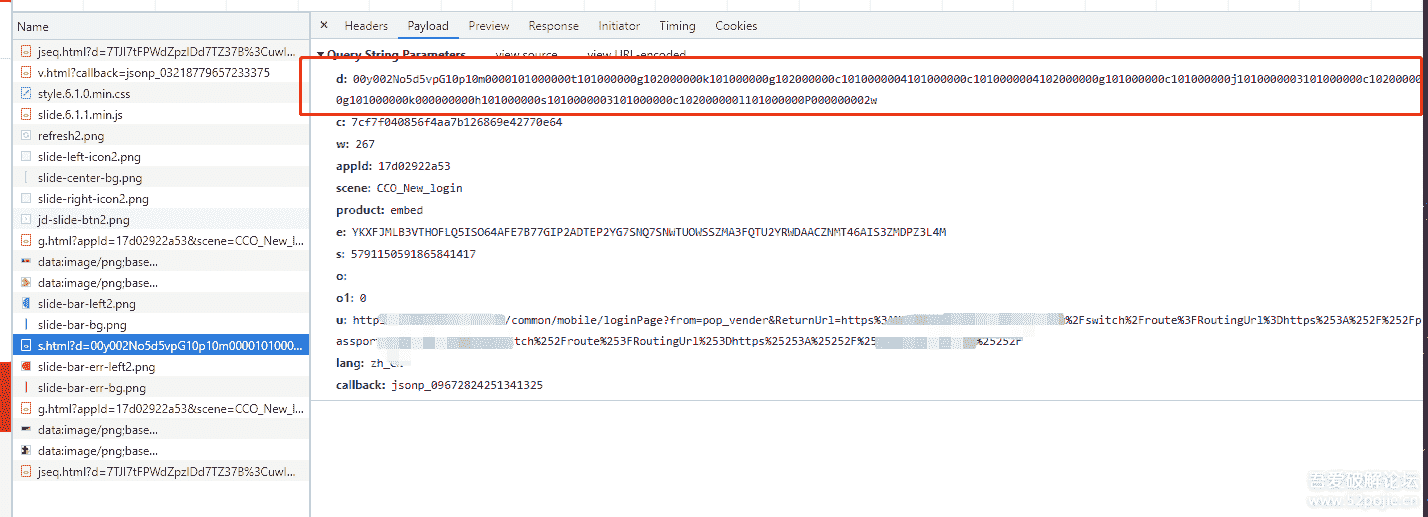 Name
× Headers Payload Preview Response Initiator Timing Cookies
jseq.html?d=7TJI7tFPWdZpzIDd7TZ37B%3Cuwl...
v.html?callback=jsonp_03218779657233375
style.6.1.0.min.css
slide.6.1.1.min.js
refresh2.png
slide-left-icon2.png
slide-center-bg.png
slide-right-icon2.png
jd-slide-btn2.png
g.html?appId=17d02922a53&scene=CCO_New_i...
data:image/png;base...
data:image/png;base...
slide-bar-left2.png
slide-bar-bg.png
s.html?d=00y002No5d5vpG10p10m0000101000...
slide-bar-err-left2.png
slide-bar-err-bg.png
g.html?appId=17d02922a53&scene=CCO_New_i...
data:image/png;base...
data:image/png;base...
jseq.html?d=7TJI7tFPWdZpzIDd7TZ37B%3Cuwl...
▼Query String Parameters view source view URL-encoded
d: 00y002No5d5vpG10p10m0000101000000t101000000g102000000k101000000g102000000c1010000004101000000c1010000004102000000g101000000c101000000j1010000003101000000c10200000
0g101000000k000000000h101000000s1010000003101000000c1020000001101000000P000000002w
c: 7cf7f040856f4aa7b126869e42770e64
w: 267
appId: 17d02922a53
scene: CCO_New_login
product: embed
e: YKXFJMLB3VTHOFLQ5ISO64AFE7B77GIP2ADTEP2YG7SNQ7SNWTUOWSSZMA3FQTU2YRWDAACZNMT46AIS3ZMDPZ3L4M
s: 5791150591865841417
o:
o1: 0
u: http /common/mobile/loginPage?from=pop_vender&ReturnUrl=https%3A %2Fswitch%2Froute%3FRoutingUrl%3Dhttps%253A%252F%252Fp
assport tch%252Froute%253FRoutingUrl%253Dhttps%25253A%25252F%25 %25252F
lang: zh_
callback: jsonp_09672824251341325
吾爱破解论坛
www.52pojie.cn